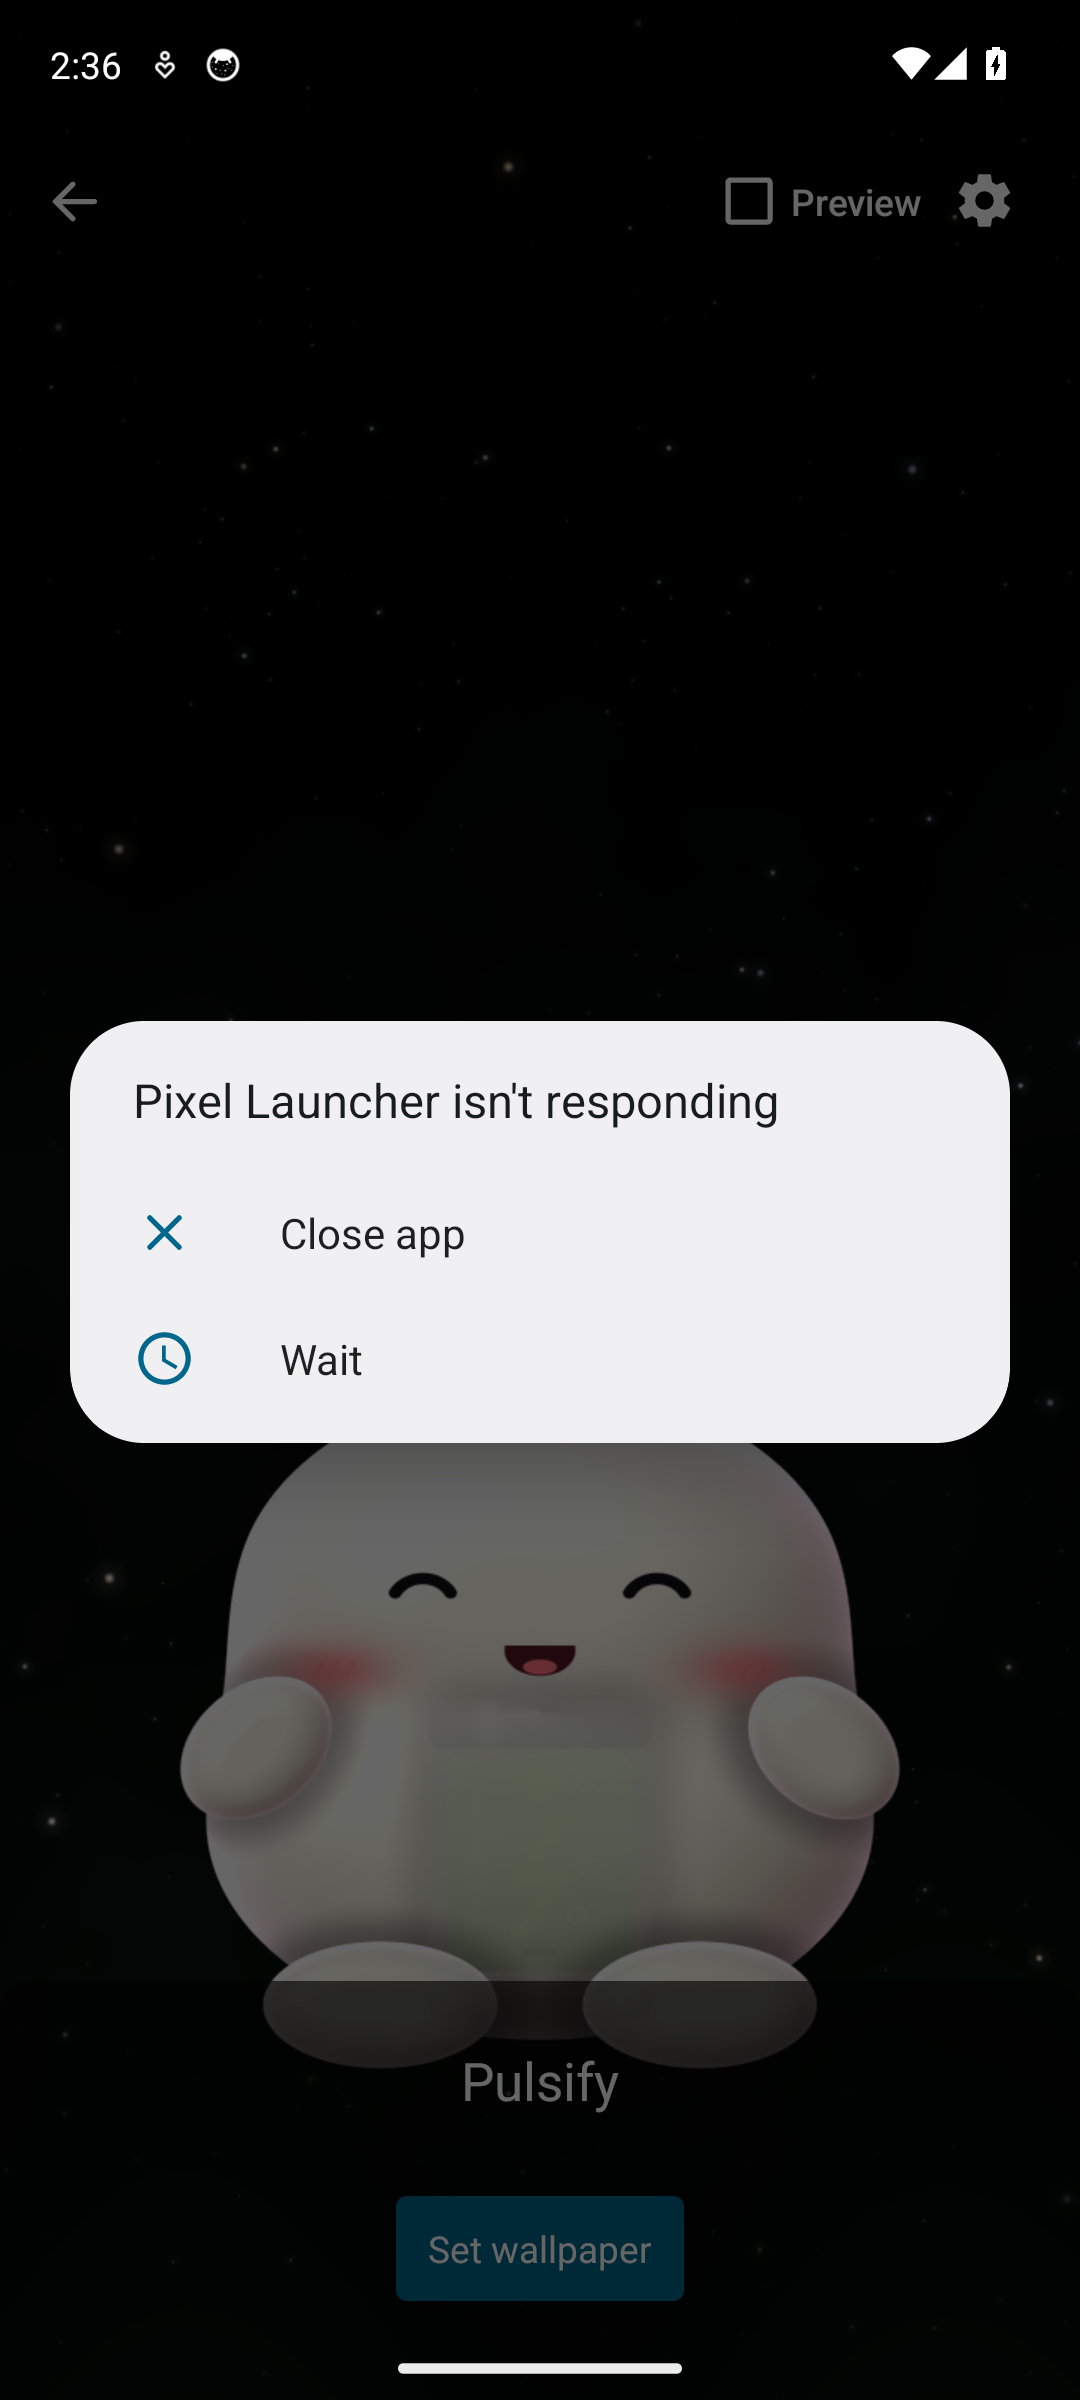 2:36
Preview
Pixel Launcher isn't responding
Close app
Wait
Pulsify
Set wallpaper